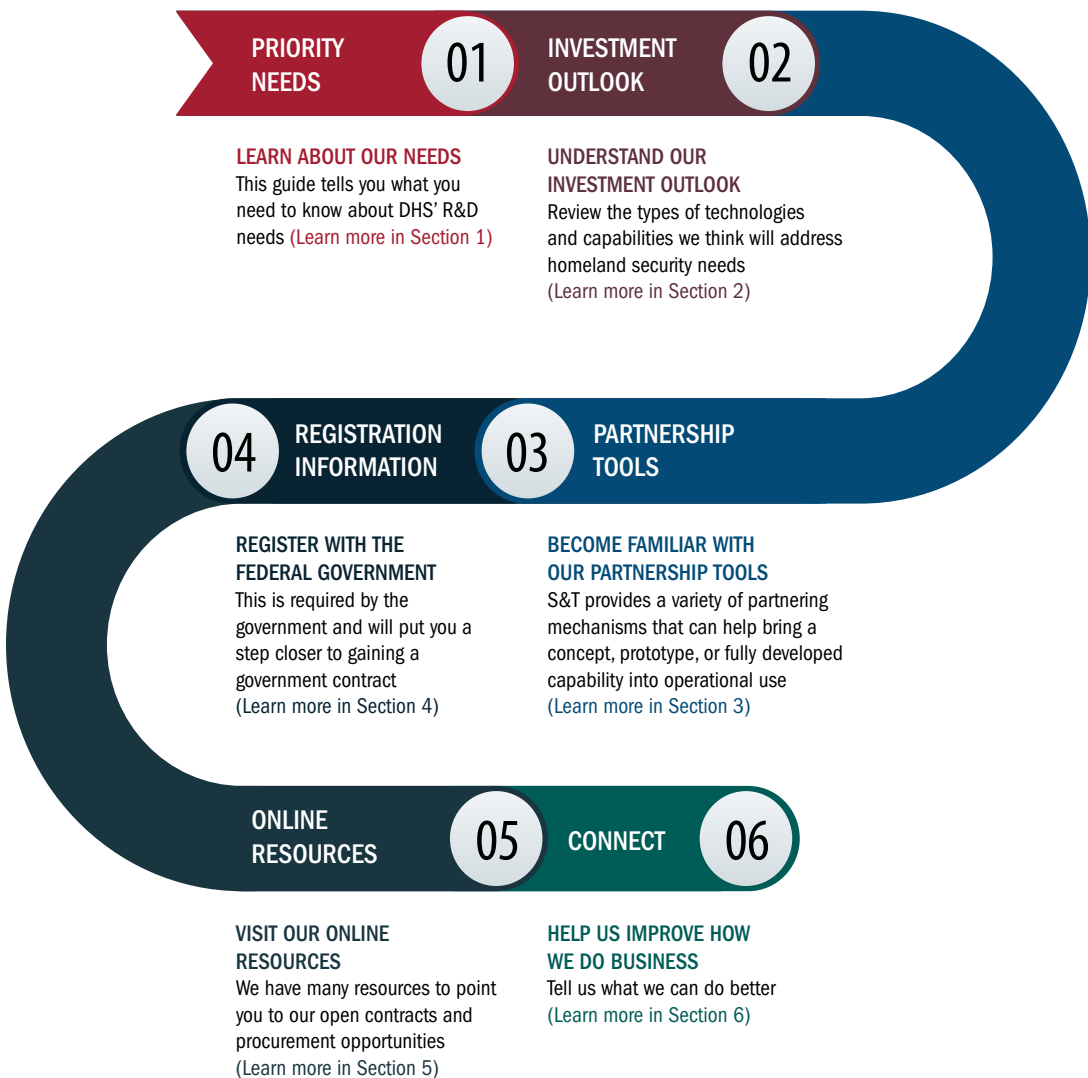 PRIORITY
NEEDS
01
INVESTMENT
OUTLOOK
02
LEARN ABOUT OUR NEEDS
This guide tells you what you
need to know about DHS’ R&D
needs (Learn more in Section 1)
UNDERSTAND OUR
INVESTMENT OUTLOOK
Review the types of technologies
and capabilities we think will address
homeland security needs
(Learn more in Section 2)
03
PARTNERSHIP
TOOLS
04
REGISTRATION
INFORMATION
BECOME FAMILIAR WITH
OUR PARTNERSHIP TOOLS
S&T provides a variety of partnering
mechanisms that can help bring a
concept, prototype, or fully developed
capability into operational use
(Learn more in Section 3)
REGISTER WITH THE
FEDERAL GOVERNMENT
This is required by the
government and will put you a
step closer to gaining a
government contract
(Learn more in Section 4)
ONLINE
RESOURCES
05
CONNECT
06
VISIT OUR ONLINE
RESOURCES
We have many resources to point
you to our open contracts and
procurement opportunities
(Learn more in Section 5)
HELP US IMPROVE HOW
WE DO BUSINESS
Tell us what we can do better
(Learn more in Section 6)